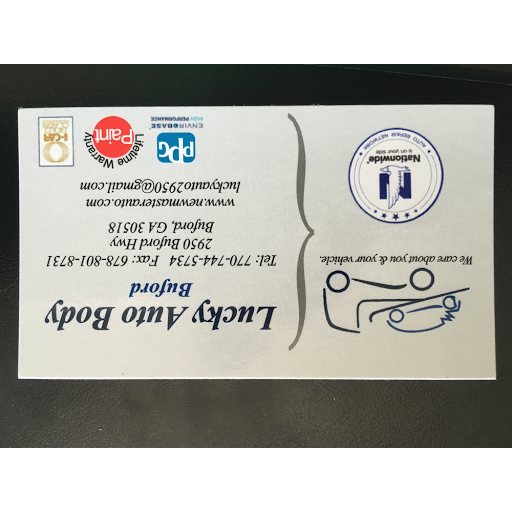 We care about you & your vehicle.
Nationwide
is on your side
AUTO REPAIR NETWORK
Lucky Auto Body
Buford
Tel: 770-744-5734 Fax: 678-801-8731
2950 Buford Hwy
Buford, GA 30518
www.newmasterauto.com
luckyauto2950@gmail.com
PPG
ENVIROBASE
HIGH PERFORMANCE
Paint
Lifetime Warranty
I-CAR
GOLD
CLASS